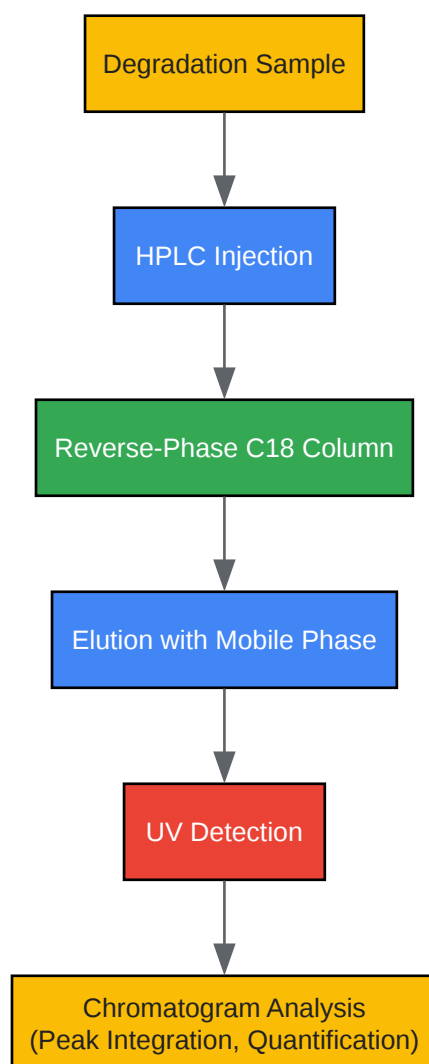 Degradation Sample
HPLC Injection
Reverse-Phase C18 Column
Elution with Mobile Phase
UV Detection
Chromatogram Analysis
(Peak Integration, Quantification)